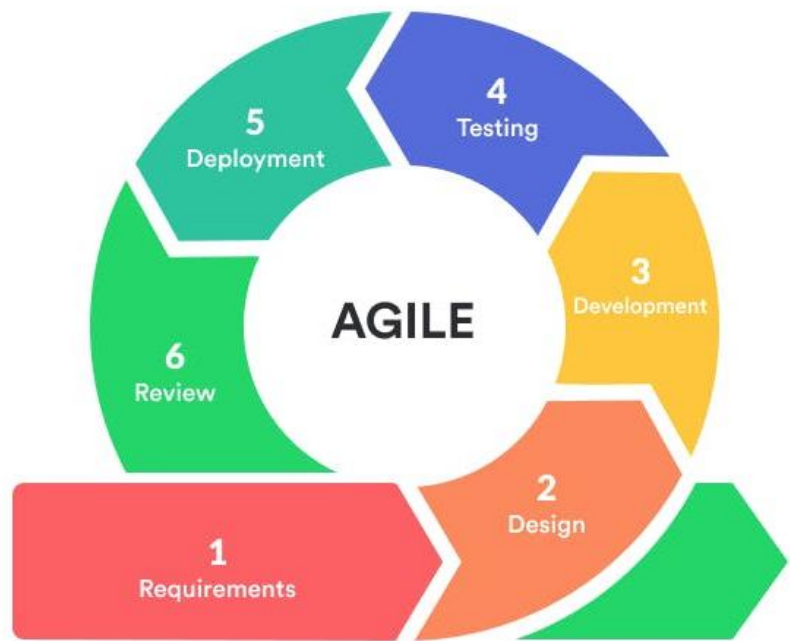 AGILE
1
Requirements
2
Design
3
Development
4
Testing
5
Deployment
6
Review